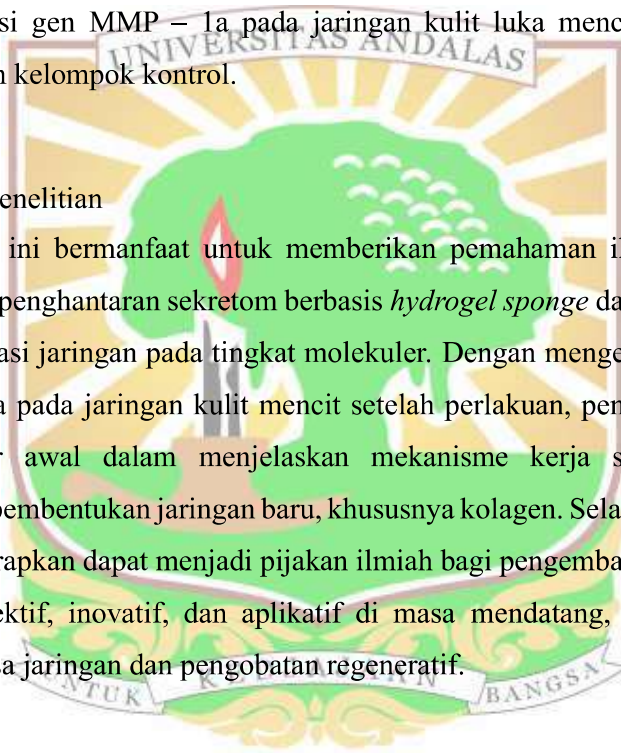 si gen MMP – 1a pada jaringan kulit luka menc
UNIVERSITAS ANDALAS
kelompok kontrol.
enelitian
ini bermanfaat untuk memberikan pemahaman il
penghantaran sekretom berbasis hydrogel sponge da
asi jaringan pada tingkat molekuler. Dengan menge
a pada jaringan kulit mencit setelah perlakuan, pen
r awal dalam menjelaskan mekanisme kerja s
pembentukan jaringan baru, khususnya kolagen. Sela
rapkan dapat menjadi pijakan ilmiah bagi pengemba
ektif, inovatif, dan aplikatif di masa mendatang,
sa jaringan dan pengobatan regeneratif.
UNTUK KEDJAJAAN BANGSA